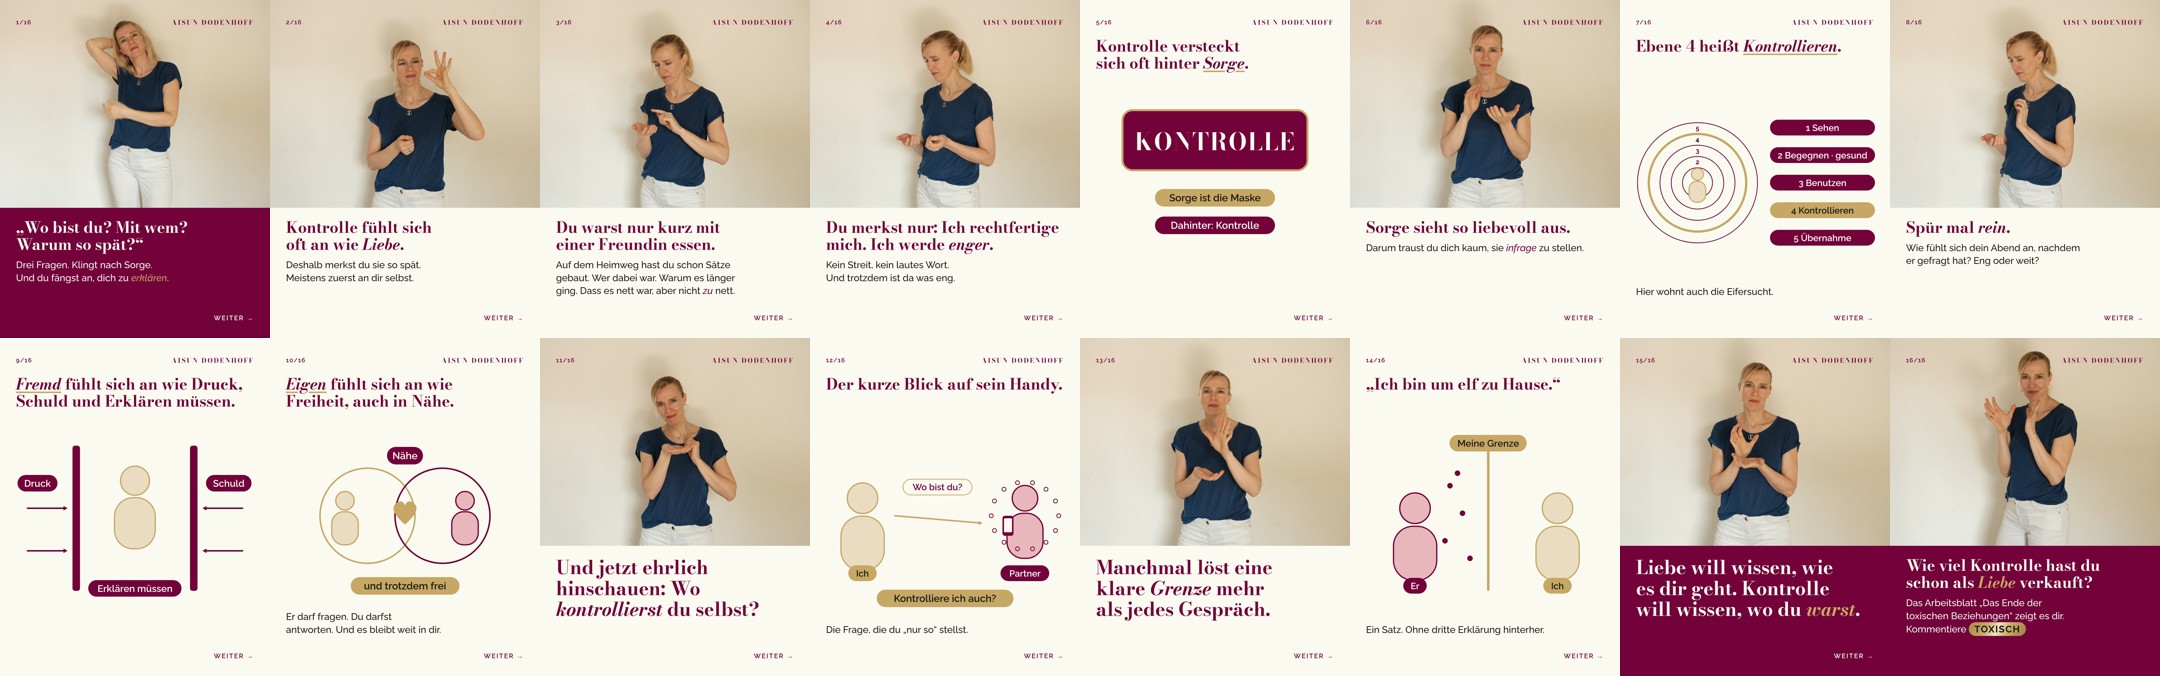 1/16
AISUN DODENHOFF
„Wo bist du? Mit wem?
Warum so spät?“
Drei Fragen. Klingt nach Sorge.
Und du fängst an, dich zu erklären.
WEITER →
2/16
AISUN DODENHOFF
Kontrolle fühlt sich
oft an wie Liebe.
Deshalb merkst du sie so spät.
Meistens zuerst an dir selbst.
WEITER →
3/16
AISUN DODENHOFF
Du warst nur kurz mit
einer Freundin essen.
Auf dem Heimweg hast du schon Sätze
gebaut. Wer dabei war. Warum es länger
ging. Dass es nett war, aber nicht zu nett.
WEITER →
4/16
AISUN DODENHOFF
Du merkst nur: Ich rechtfertige
mich. Ich werde enger.
Kein Streit, kein lautes Wort.
Und trotzdem ist da was eng.
WEITER →
5/16
AISUN DODENHOFF
Kontrolle versteckt
sich oft hinter Sorge.
KONTROLLE
Sorge ist die Maske
Dahinter: Kontrolle
WEITER →
6/16
AISUN DODENHOFF
Sorge sieht so liebevoll aus.
Darum traust du dich kaum, sie infrage zu stellen.
WEITER →
7/16
AISUN DODENHOFF
Ebene 4 heißt Kontrollieren.
5
4
3
2
1 Sehen
2 Begegnen · gesund
3 Benutzen
4 Kontrollieren
5 Übernahme
Hier wohnt auch die Eifersucht.
WEITER →
8/16
AISUN DODENHOFF
Spür mal rein.
Wie fühlt sich dein Abend an, nachdem
er gefragt hat? Eng oder weit?
WEITER →
9/16
AISUN DODENHOFF
Fremd fühlt sich an wie Druck,
Schuld und Erklären müssen.
Druck
Schuld
Erklären müssen
WEITER →
10/16
AISUN DODENHOFF
Eigen fühlt sich an wie
Freiheit, auch in Nähe.
Nähe
und trotzdem frei
Er darf fragen. Du darfst
antworten. Und es bleibt weit in dir.
WEITER →
11/16
AISUN DODENHOFF
Und jetzt ehrlich
hinschauen: Wo
kontrollierst du selbst?
WEITER →
12/16
AISUN DODENHOFF
Der kurze Blick auf sein Handy.
Wo bist du?
Ich
Partner
Kontrolliere ich auch?
Die Frage, die du „nur so“ stellst.
WEITER →
13/16
AISUN DODENHOFF
Manchmal löst eine
klare Grenze mehr
als jedes Gespräch.
WEITER →
14/16
AISUN DODENHOFF
„Ich bin um elf zu Hause.“
Meine Grenze
Er
Ich
Ein Satz. Ohne dritte Erklärung hinterher.
WEITER →
15/16
AISUN DODENHOFF
Liebe will wissen, wie
es dir geht. Kontrolle
will wissen, wo du warst.
WEITER →
16/16
AISUN DODENHOFF
Wie viel Kontrolle hast du
schon als Liebe verkauft?
Das Arbeitsblatt „Das Ende der
toxischen Beziehungen“ zeigt es dir.
Kommentiere TOXISCH